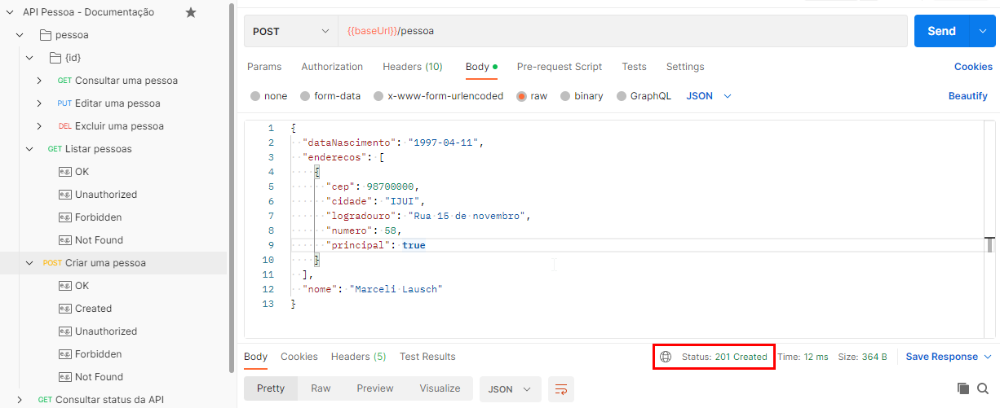 API Pessoa - Documentação
pessoa
{id}
GET Consultar uma pessoa
PUT Editar uma pessoa
DEL Excluir uma pessoa
GET Listar pessoas
e.g. OK
e.g. Unauthorized
e.g. Forbidden
e.g. Not Found
POST Criar uma pessoa
e.g. OK
e.g. Created
e.g. Unauthorized
e.g. Forbidden
e.g. Not Found
GET Consultar status da API
POST {{baseUrl}}/pessoa Send
Params Authorization Headers (10) Body Pre-request Script Tests Settings Cookies
none form-data x-www-form-urlencoded raw binary GraphQL JSON Beautify
1 {
2 "dataNascimento": "1997-04-11",
3 "enderecos": [
4 {
5 "cep": 98700000,
6 "cidade": "IJUI",
7 "logradouro": "Rua 15 de novembro",
8 "numero": 58,
9 "principal": true
10 }
11 ],
12 "nome": "Marceli Lausch"
13 }
Body Cookies Headers (5) Test Results Status: 201 Created Time: 12 ms Size: 364 B Save Response
Pretty Raw Preview Visualize JSON